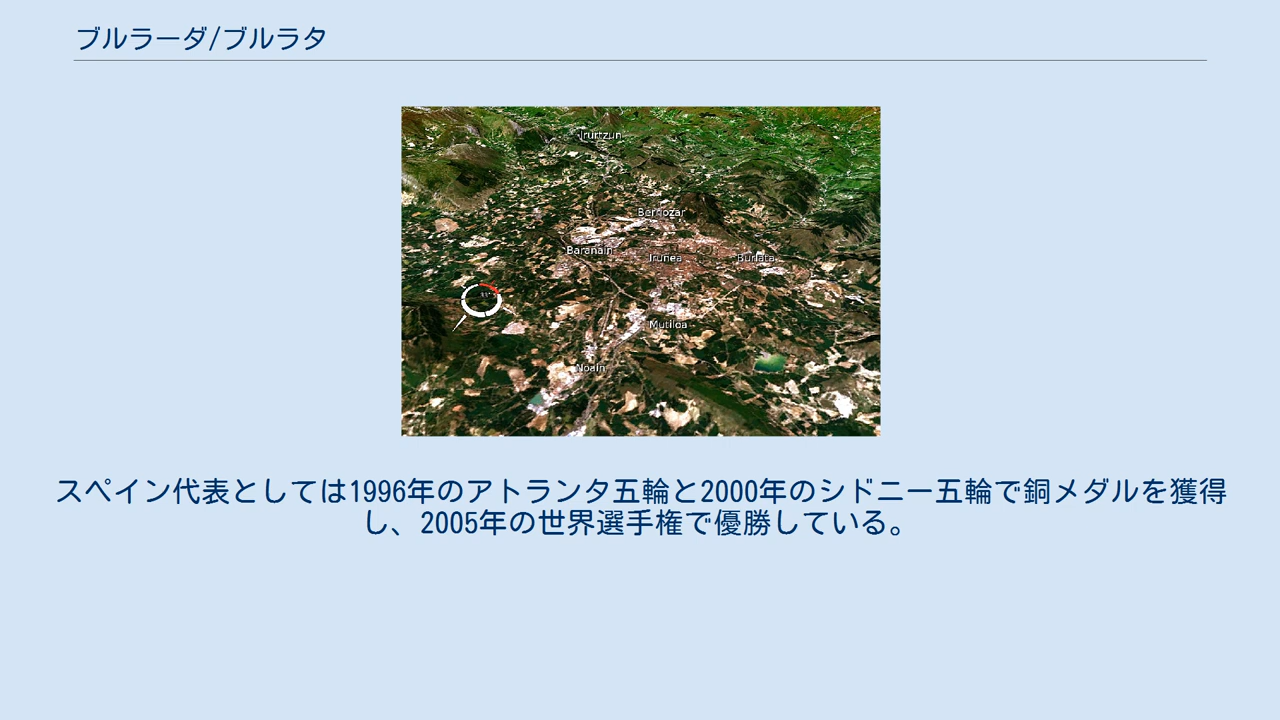 ブルラーダ/ブルラタ
Irurtzun
Berriozar
Barañain
Iruñea
Burlata
Mutiloa
Noain
スペイン代表としては1996年のアトランタ五輪と2000年のシドニー五輪で銅メダルを獲得
し、2005年の世界選手権で優勝している。